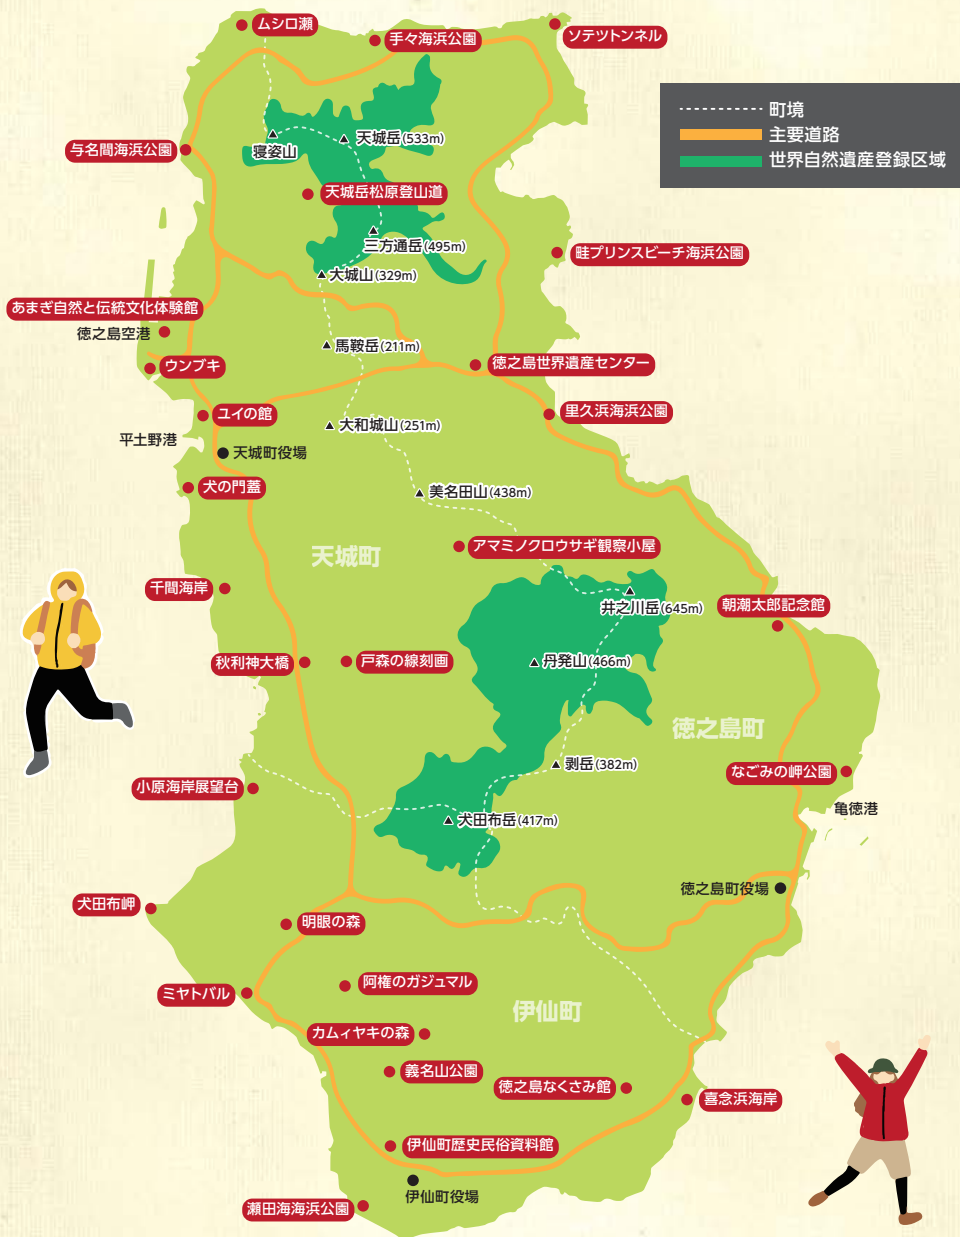 ムシロ瀬
手々海浜公園
ソテツトンネル
町境
主要道路
世界自然遺産登録区域
天城岳(533m)
寝姿山
与名間海浜公園
天城岳松原登山道
三方通岳(495m)
畦プリンスビーチ海浜公園
大城山(329m)
あまぎ自然と伝統文化体験館
徳之島空港
馬鞍岳(211m)
ウンブキ
徳之島世界遺産センター
ユイの館
里久浜海浜公園
大和城山(251m)
平土野港
天城町役場
犬の門蓋
美名田山(438m)
アマミノクロウサギ観察小屋
天城町
千間海岸
井之川岳(645m)
朝潮太郎記念館
秋利神大橋
戸森の線刻画
丹発山(466m)
徳之島町
剥岳(382m)
なごみの岬公園
小原海岸展望台
亀徳港
犬田布岳(417m)
徳之島町役場
犬田布岬
明眼の森
阿権のガジュマル
ミヤトバル
伊仙町
カムィヤキの森
義名山公園
徳之島なくさみ館
喜念浜海岸
伊仙町歴史民俗資料館
伊仙町役場
瀬田海海浜公園